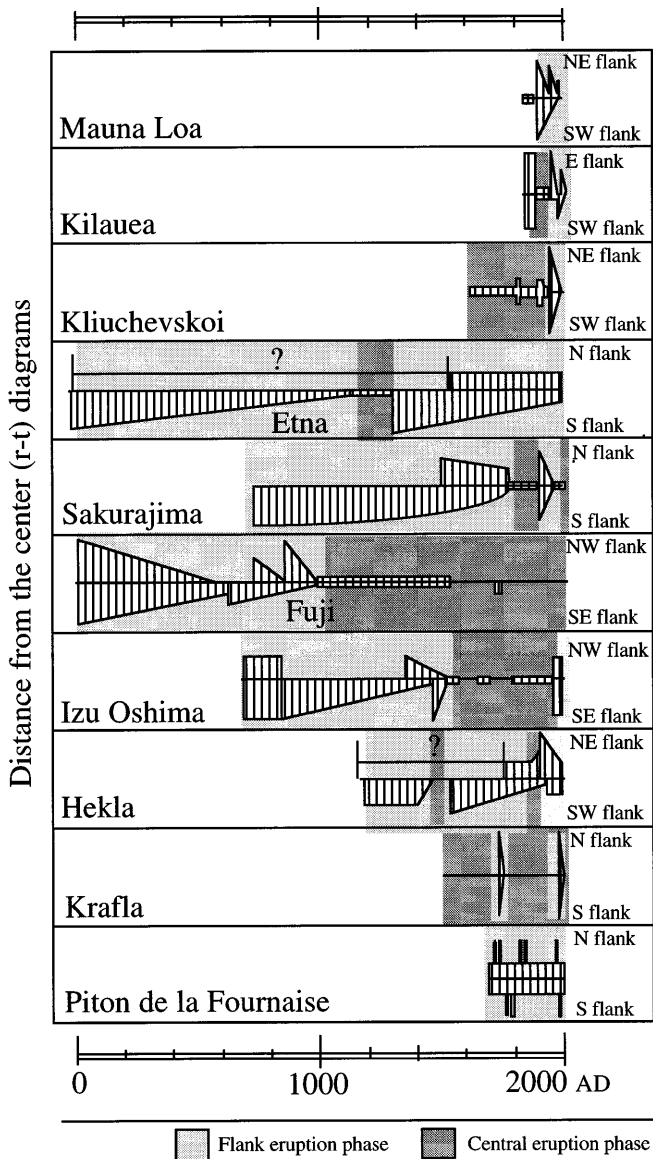 NE flank
Mauna Loa
SW flank
E flank
Kilauea
SW flank
NE flank
Kliuchevskoi
SW flank
?
N flank
Etna
S flank
N flank
Sakurajima
S flank
NW flank
Fuji
SE flank
NW flank
Izu Oshima
SE flank
?
NE flank
Hekla
SW flank
N flank
Krafla
S flank
N flank
Piton de la Fournaise
S flank
Distance from the center (r-t) diagrams
0 1000 2000 AD
Flank eruption phase Central eruption phase